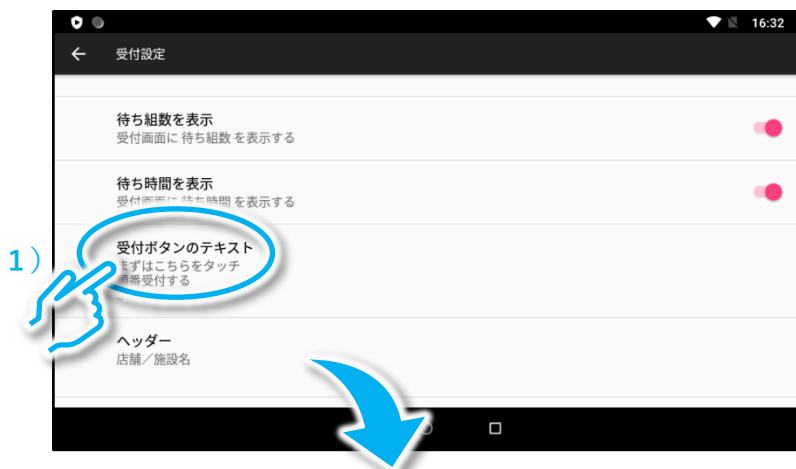 16:32
受付設定
待ち組数を表示
受付画面に 待ち組数 を表示する
待ち時間を表示
受付画面に 待ち時間 を表示する
1）
受付ボタンのテキスト
まずはこちらをタッチ
順番受付する
ヘッダー
店舗／施設名